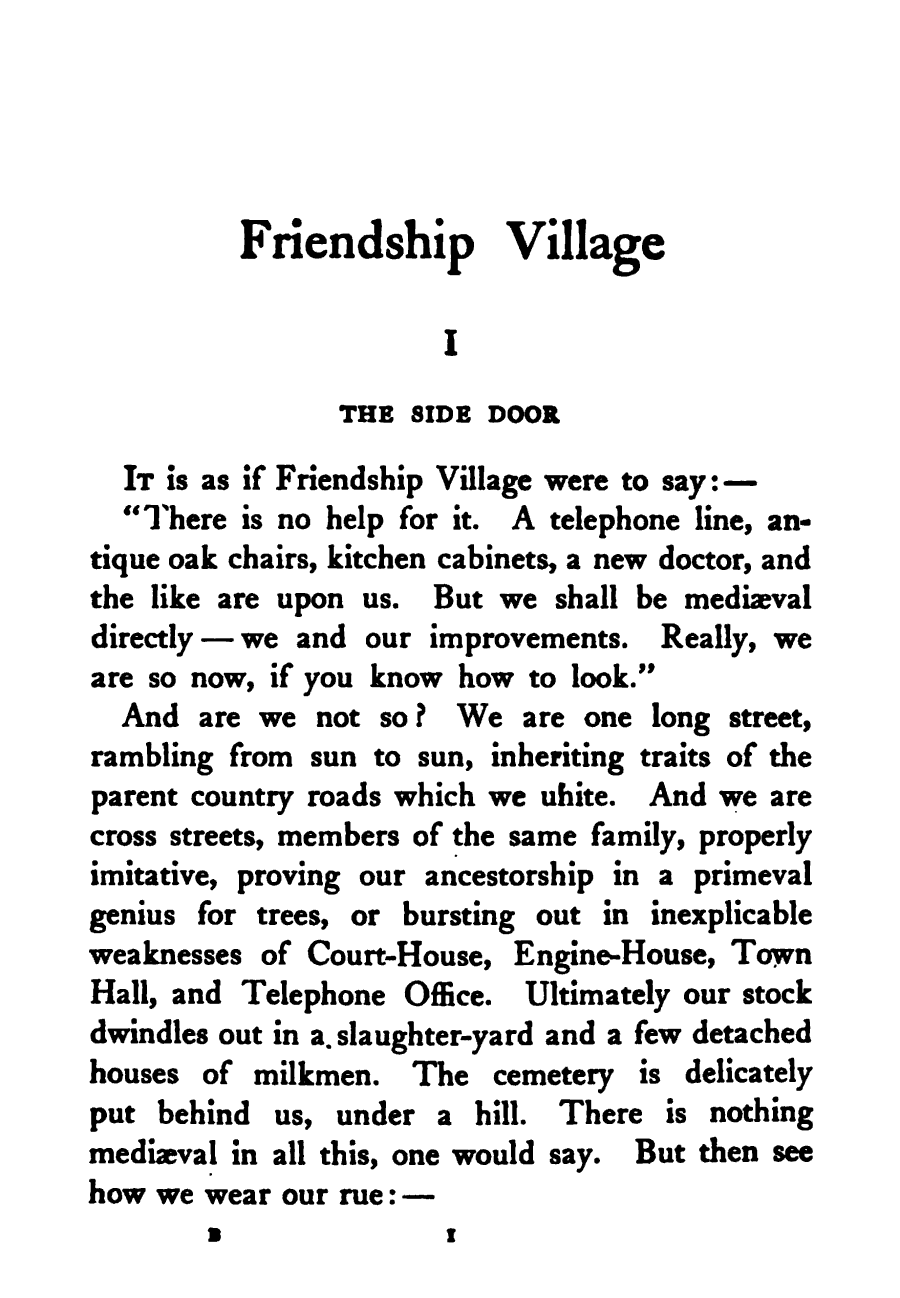 Friendship Village
I
THE SIDE DOOR
IT is as if Friendship Village were to say:—
“There is no help for it. A telephone line, an-
tique oak chairs, kitchen cabinets, a new doctor, and
the like are upon us. But we shall be mediæval
directly — we and our improvements. Really, we
are so now, if you know how to look.”
And are we not so? We are one long street,
rambling from sun to sun, inheriting traits of the
parent country roads which we unite. And we are
cross streets, members of the same family, properly
imitative, proving our ancestorship in a primeval
genius for trees, or bursting out in inexplicable
weaknesses of Court-House, Engine-House, Town
Hall, and Telephone Office. Ultimately our stock
dwindles out in a slaughter-yard and a few detached
houses of milkmen. The cemetery is delicately
put behind us, under a hill. There is nothing
mediæval in all this, one would say. But then see
how we wear our rue:—
B 1